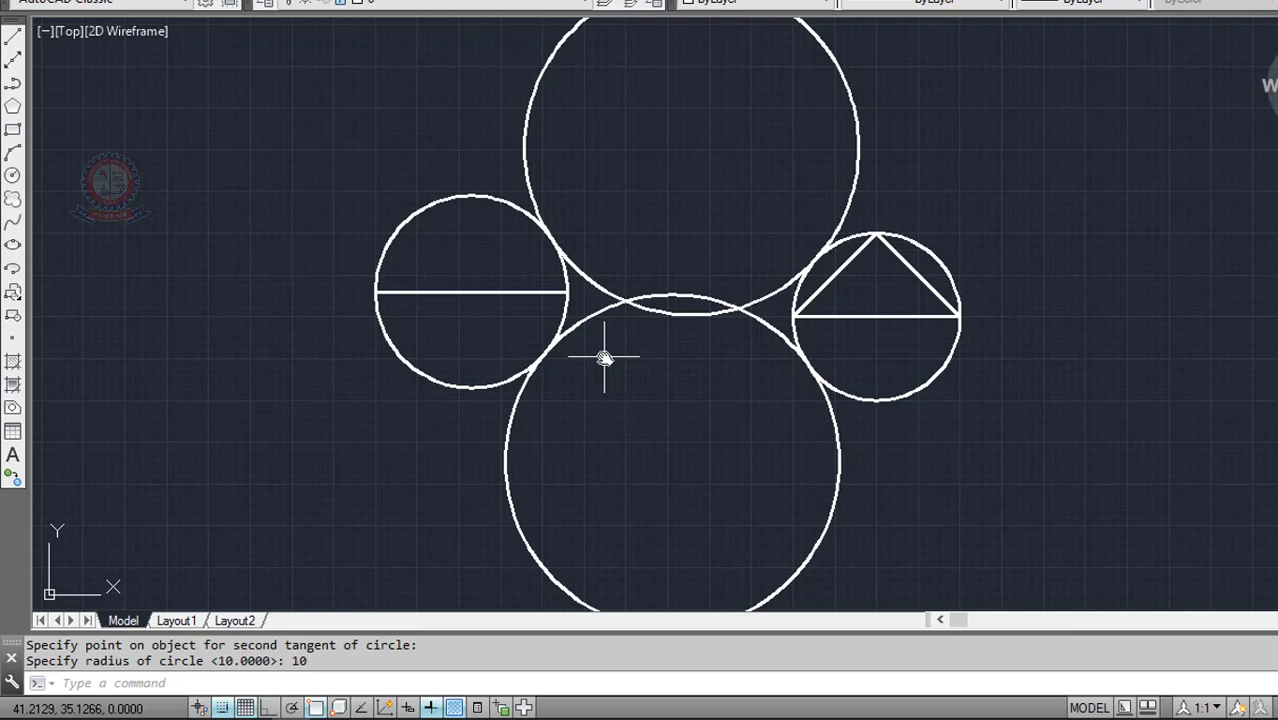 AutoCAD Classic
0
ByLayer
ByLayer
ByLayer
ByColor
[−][Top][2D Wireframe]
W
A
Y
X
Model
Layout1
Layout2
Specify point on object for second tangent of circle:
Specify radius of circle <10.0000>: 10
Type a command
41.2129, 35.1266, 0.0000
MODEL
1:1